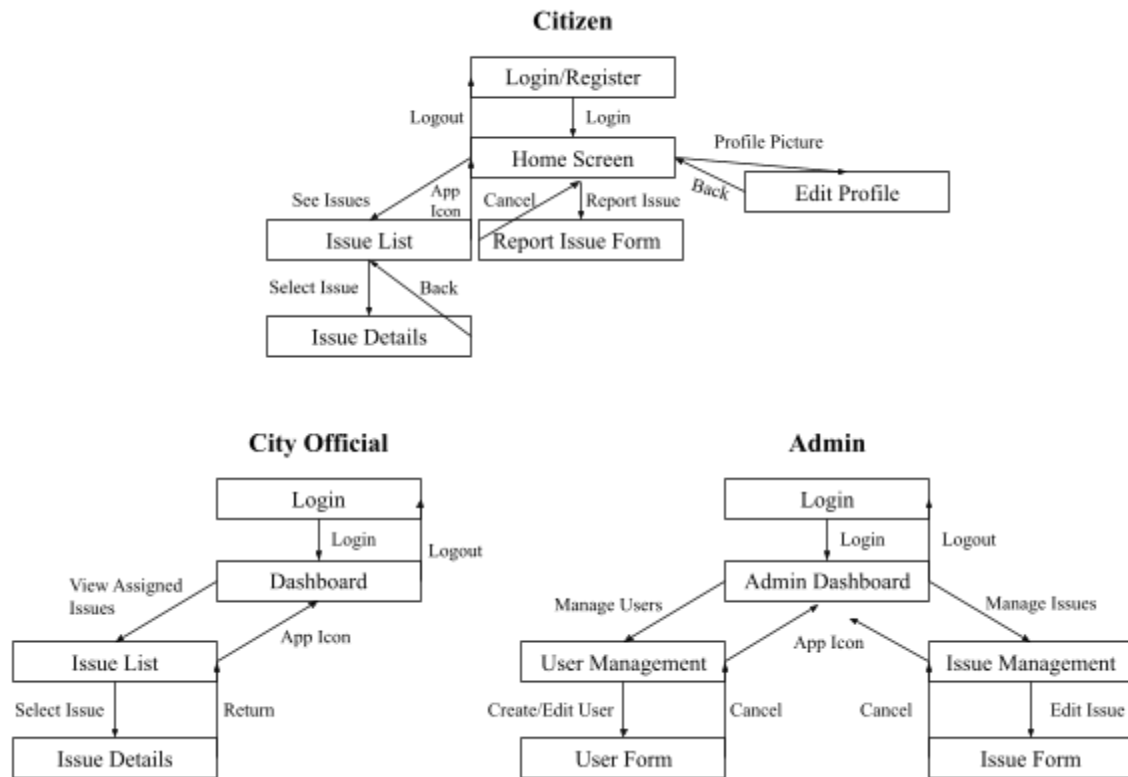 Citizen
Login/Register
Logout
Login
Profile Picture
Home Screen
Back
Edit Profile
See Issues
App
Icon
Cancel
Report Issue
Issue List
Report Issue Form
Select Issue
Back
Issue Details
City Official
Login
Login
Logout
Dashboard
View Assigned
Issues
App Icon
Issue List
Select Issue
Return
Issue Details
Admin
Login
Login
Logout
Admin Dashboard
Manage Users
Manage Issues
App Icon
User Management
Issue Management
Create/Edit User
Cancel
Cancel
Edit Issue
User Form
Issue Form